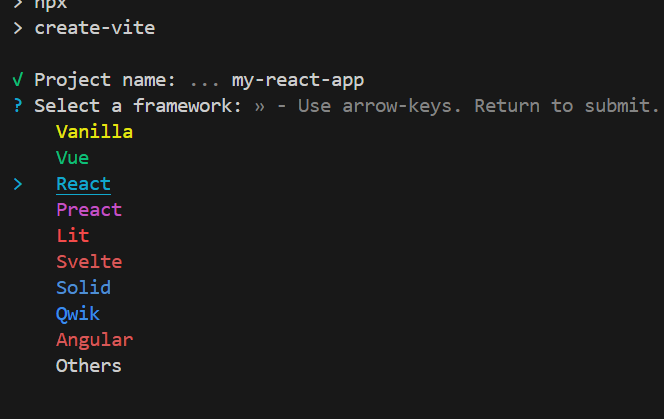 > npx
> create-vite
√ Project name: ... my-react-app
? Select a framework: » - Use arrow-keys. Return to submit.
Vanilla
Vue
> React
Preact
Lit
Svelte
Solid
Qwik
Angular
Others